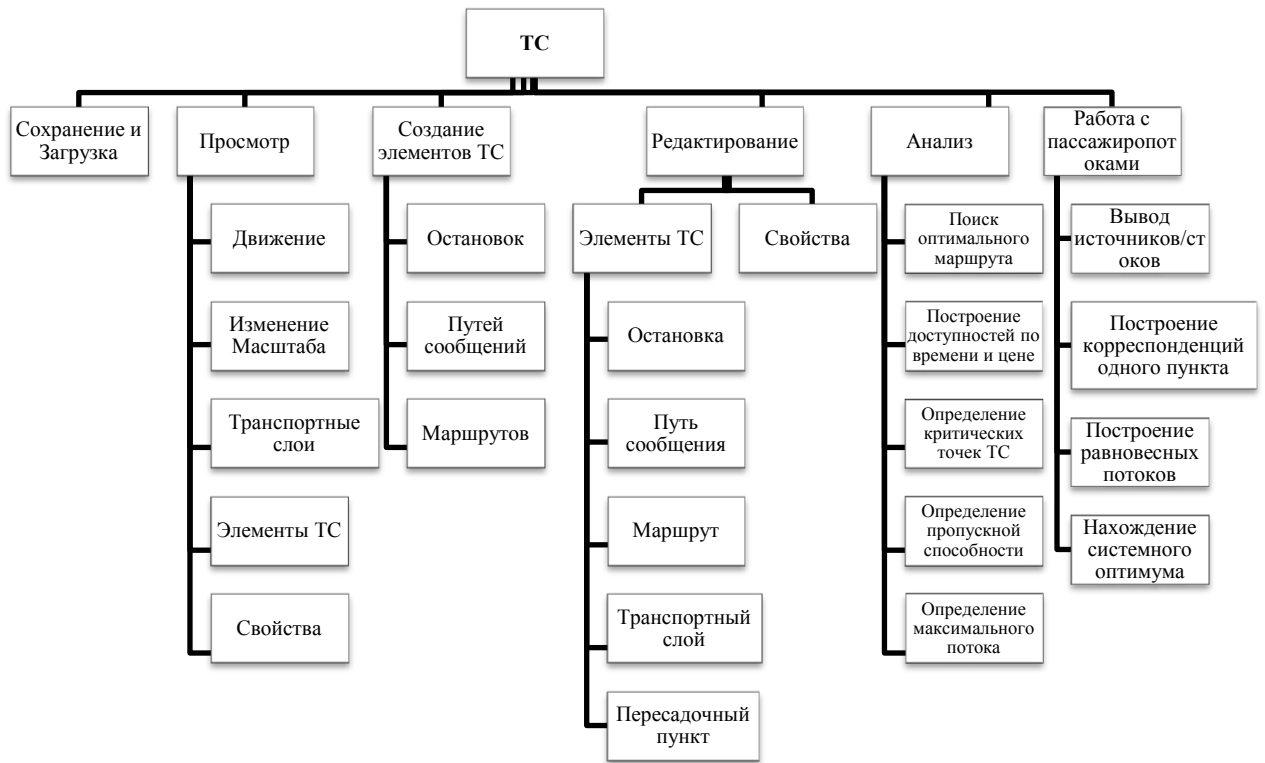 ТС
Сохранение и
Загрузка
Просмотр
Движение
Изменение
Масштаба
Транспортные
слои
Элементы ТС
Свойства
Создание
элементов ТС
Остановок
Путей
сообщений
Маршрутов
Редактирование
Элементы ТС
Остановка
Путь
сообщения
Маршрут
Транспортный
слой
Пересадочный
пункт
Свойства
Анализ
Поиск
оптимального
маршрута
Построение
доступностей по
времени и цене
Определение
критических
точек ТС
Определение
пропускной
способности
Определение
максимального
потока
Работа с
пассажиропот
оками
Вывод
источников/ст
оков
Построение
корреспонденций
одного пункта
Построение
равновесных
потоков
Нахождение
системного
оптимума